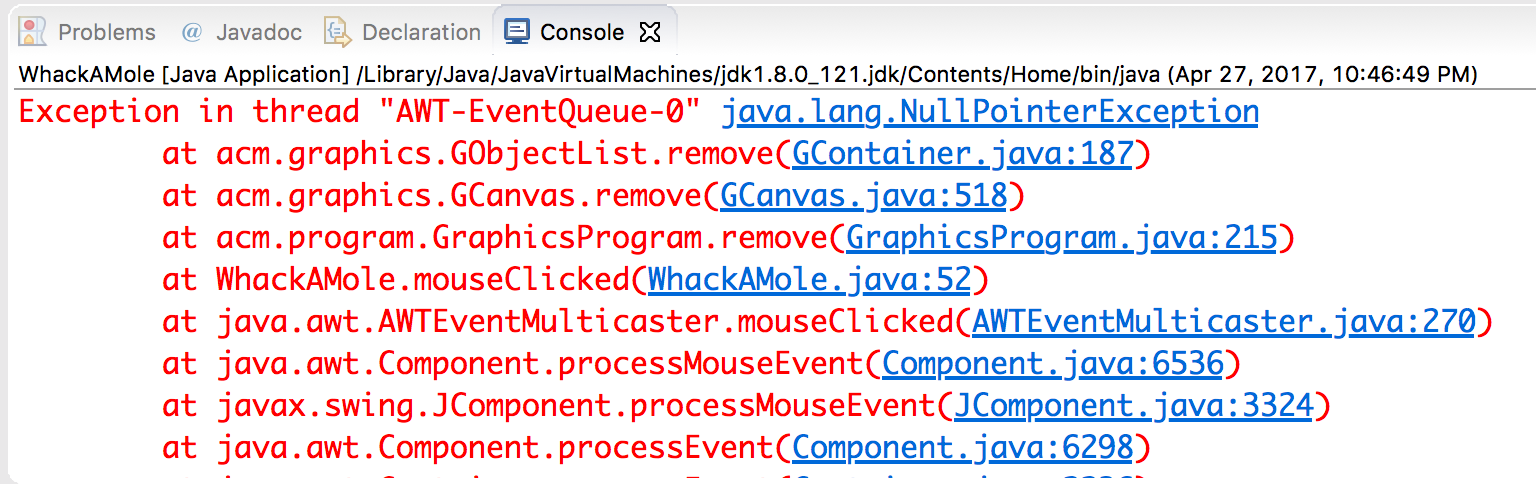 Problems @ Javadoc Declaration Console
WhackAMole [Java Application] /Library/Java/JavaVirtualMachines/jdk1.8.0_121.jdk/Contents/Home/bin/java (Apr 27, 2017, 10:46:49 PM)
Exception in thread "AWT-EventQueue-0" java.lang.NullPointerException
at acm.graphics.GObjectList.remove(GContainer.java:187)
at acm.graphics.GCanvas.remove(GCanvas.java:518)
at acm.program.GraphicsProgram.remove(GraphicsProgram.java:215)
at WhackAMole.mouseClicked(WhackAMole.java:52)
at java.awt.AWTEventMulticaster.mouseClicked(AWTEventMulticaster.java:270)
at java.awt.Component.processMouseEvent(Component.java:6536)
at javax.swing.JComponent.processMouseEvent(JComponent.java:3324)
at java.awt.Component.processEvent(Component.java:6298)